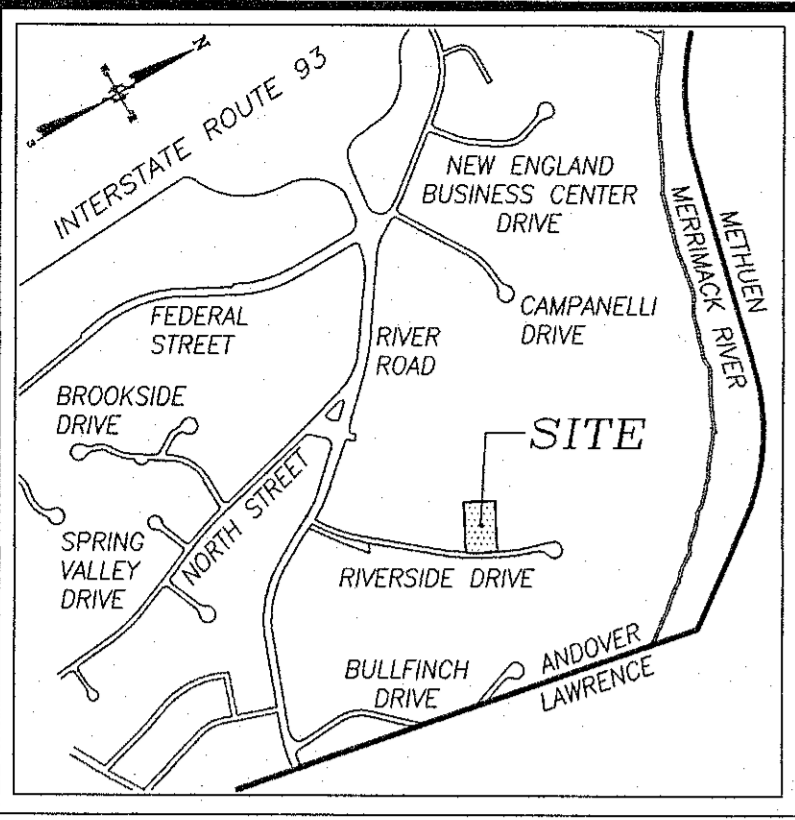 N
S
INTERSTATE ROUTE 93
NEW ENGLAND
BUSINESS CENTER
DRIVE
METHUEN
MERRIMACK RIVER
FEDERAL
STREET
RIVER
ROAD
CAMPANELLI
DRIVE
BROOKSIDE
DRIVE
SITE
NORTH STREET
SPRING
VALLEY
DRIVE
RIVERSIDE DRIVE
BULLFINCH
DRIVE
ANDOVER
LAWRENCE